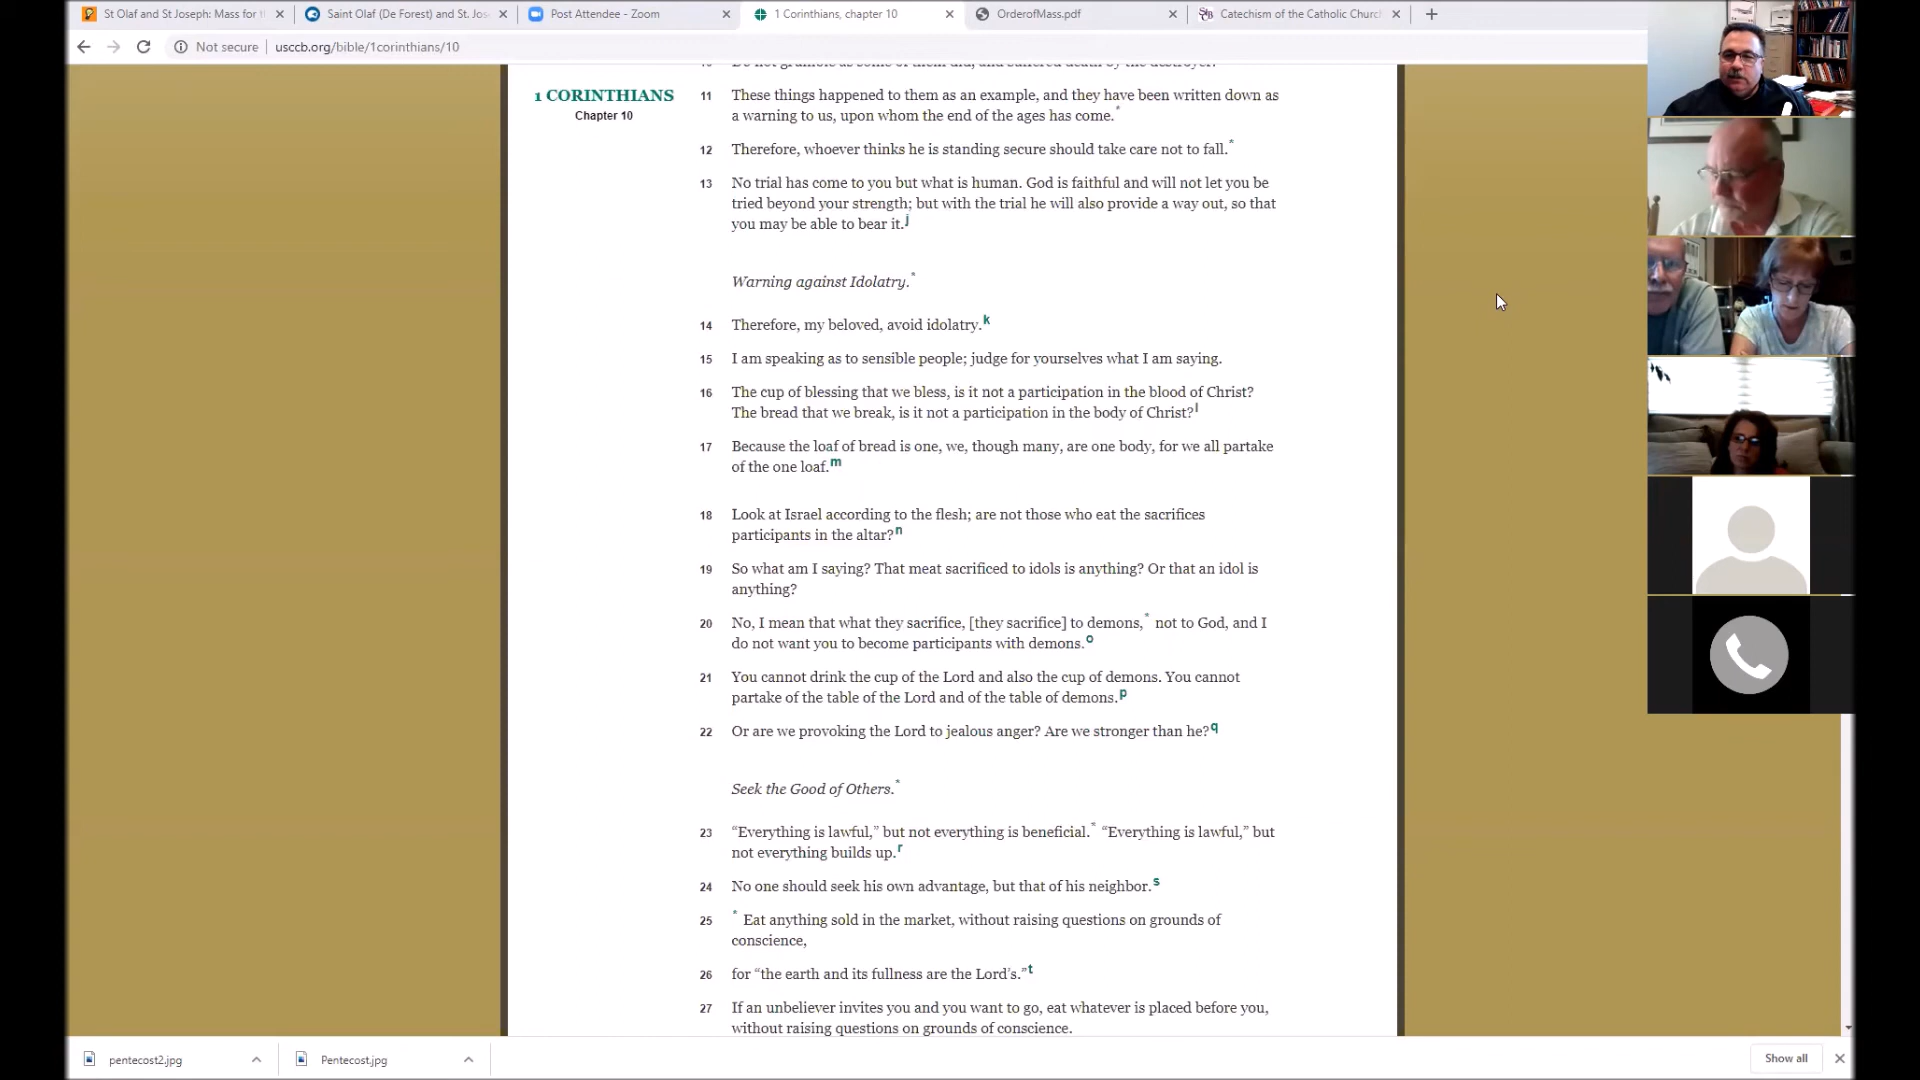 St Olaf and St Joseph: Mass for
Saint Olaf (De Forest) and St. Jos
Post Attendee - Zoom
1 Corinthians, chapter 10
OrderofMass.pdf
Catechism of the Catholic Churc
Not secure
usccb.org/bible/1corinthians/10
1 CORINTHIANS
Chapter 10
10 Do not grumble as some of them did, and suffered death by the destroyer.
11 These things happened to them as an example, and they have been written down as
a warning to us, upon whom the end of the ages has come.*
12 Therefore, whoever thinks he is standing secure should take care not to fall.*
13 No trial has come to you but what is human. God is faithful and will not let you be
tried beyond your strength; but with the trial he will also provide a way out, so that
you may be able to bear it.j
Warning against Idolatry.*
14 Therefore, my beloved, avoid idolatry.k
15 I am speaking as to sensible people; judge for yourselves what I am saying.
16 The cup of blessing that we bless, is it not a participation in the blood of Christ?
The bread that we break, is it not a participation in the body of Christ?l
17 Because the loaf of bread is one, we, though many, are one body, for we all partake
of the one loaf.m
18 Look at Israel according to the flesh; are not those who eat the sacrifices
participants in the altar?n
19 So what am I saying? That meat sacrificed to idols is anything? Or that an idol is
anything?
20 No, I mean that what they sacrifice, [they sacrifice] to demons,* not to God, and I
do not want you to become participants with demons.o
21 You cannot drink the cup of the Lord and also the cup of demons. You cannot
partake of the table of the Lord and of the table of demons.p
22 Or are we provoking the Lord to jealous anger? Are we stronger than he?q
Seek the Good of Others.*
23 “Everything is lawful,” but not everything is beneficial.* “Everything is lawful,” but
not everything builds up.r
24 No one should seek his own advantage, but that of his neighbor.s
25 * Eat anything sold in the market, without raising questions on grounds of
conscience,
26 for “the earth and its fullness are the Lord’s.”t
27 If an unbeliever invites you and you want to go, eat whatever is placed before you,
without raising questions on grounds of conscience.
pentecost2.jpg
Pentecost.jpg
Show all